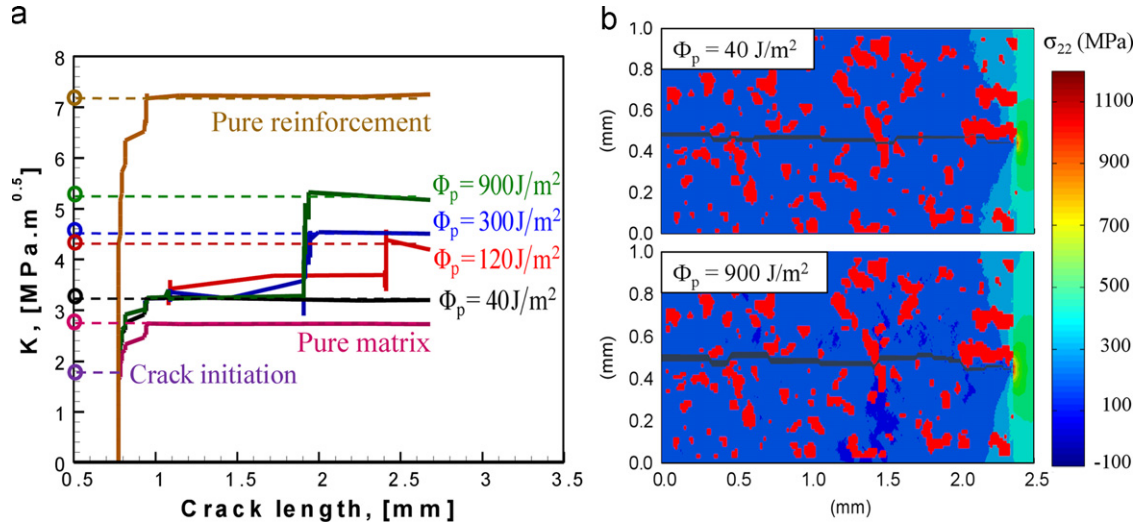 a
8
7
6
5
4
3
2
1
0
K, [MPa.m^0.5]
Pure reinforcement
Φp = 900J/m²
Φp = 300J/m²
Φp = 120J/m²
Φp = 40J/m²
Pure matrix
Crack initiation
0.5 1 1.5 2 2.5 3 3.5
Crack length, [mm]
b
1.0
0.8
0.6
0.4
0.2
0.0
(mm)
Φp = 40 J/m²
1.0
0.8
0.6
0.4
0.2
0.0
(mm)
Φp = 900 J/m²
0.0 0.5 1.0 1.5 2.0 2.5
(mm)
σ22 (MPa)
1100
900
700
500
300
100
-100